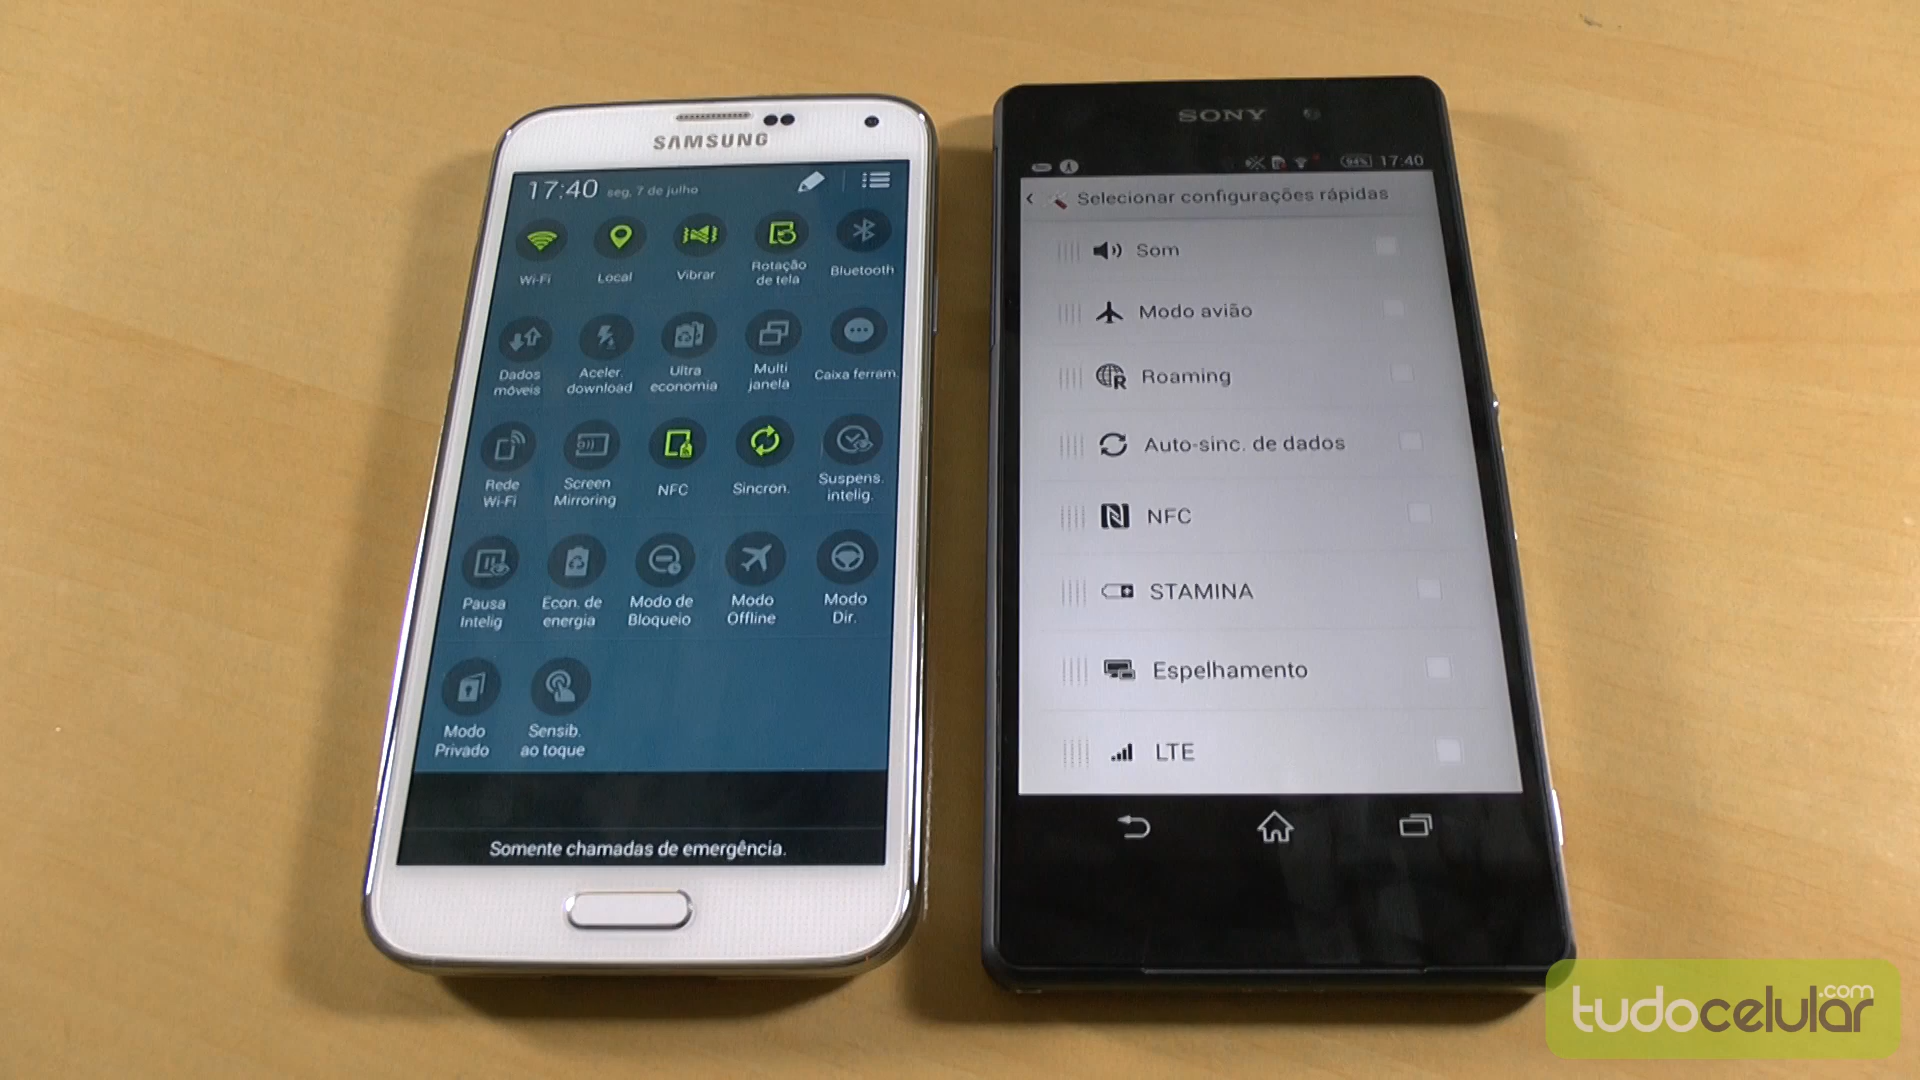 SAMSUNG
17:40 seg, 7 de julho
Wi-Fi
Local
Vibrar
Rotação
de tela
Bluetooth
Dados
móveis
Aceler.
download
Ultra
economia
Multi
janela
Caixa ferram.
Rede
Wi-Fi
Screen
Mirroring
NFC
Sincron.
Suspens.
intelig.
Pausa
Intelig
Econ. de
energia
Modo de
Bloqueio
Modo
Offline
Modo
Dir.
Modo
Privado
Sensib.
ao toque
Somente chamadas de emergência.
SONY
94% 17:40
Selecionar configurações rápidas
Som
Modo avião
Roaming
Auto-sinc. de dados
NFC
STAMINA
Espelhamento
LTE
tudocelular.com